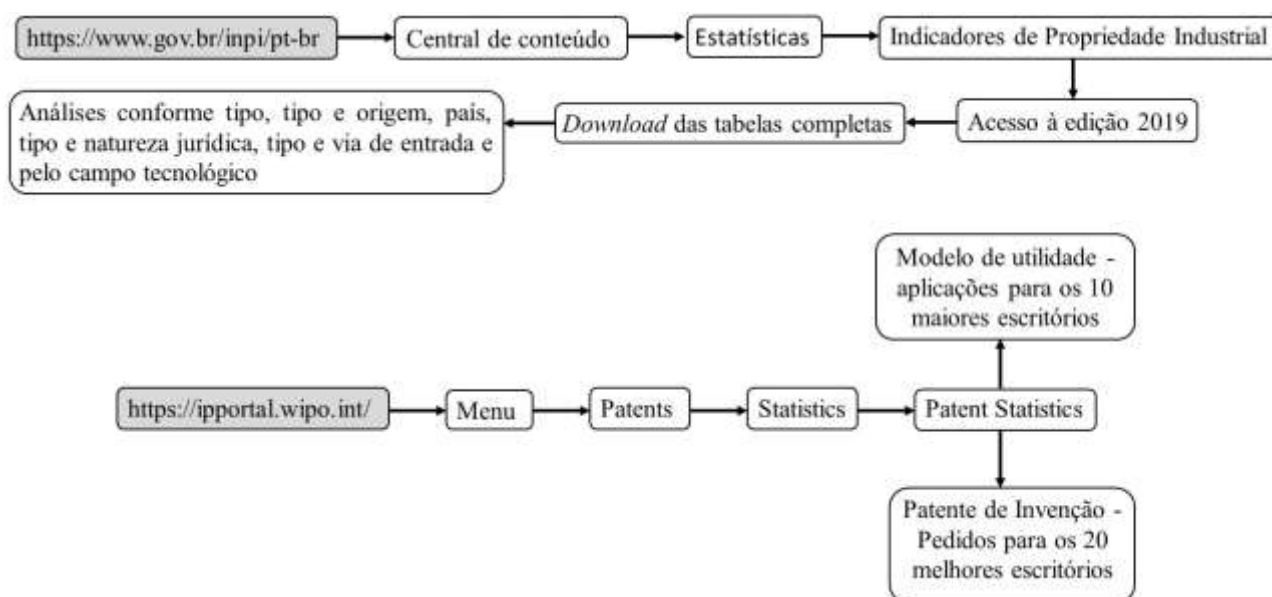 https://www.gov.br/inpi/pt-br
Central de conteúdo
Estatísticas
Indicadores de Propriedade Industrial
Acesso à edição 2019
Download das tabelas completas
Análises conforme tipo, tipo e origem, país,
tipo e natureza jurídica, tipo e via de entrada e
pelo campo tecnológico
Modelo de utilidade -
aplicações para os 10
maiores escritórios
https://ipportal.wipo.int/
Menu
Patents
Statistics
Patent Statistics
Patente de Invenção -
Pedidos para os 20
melhores escritórios